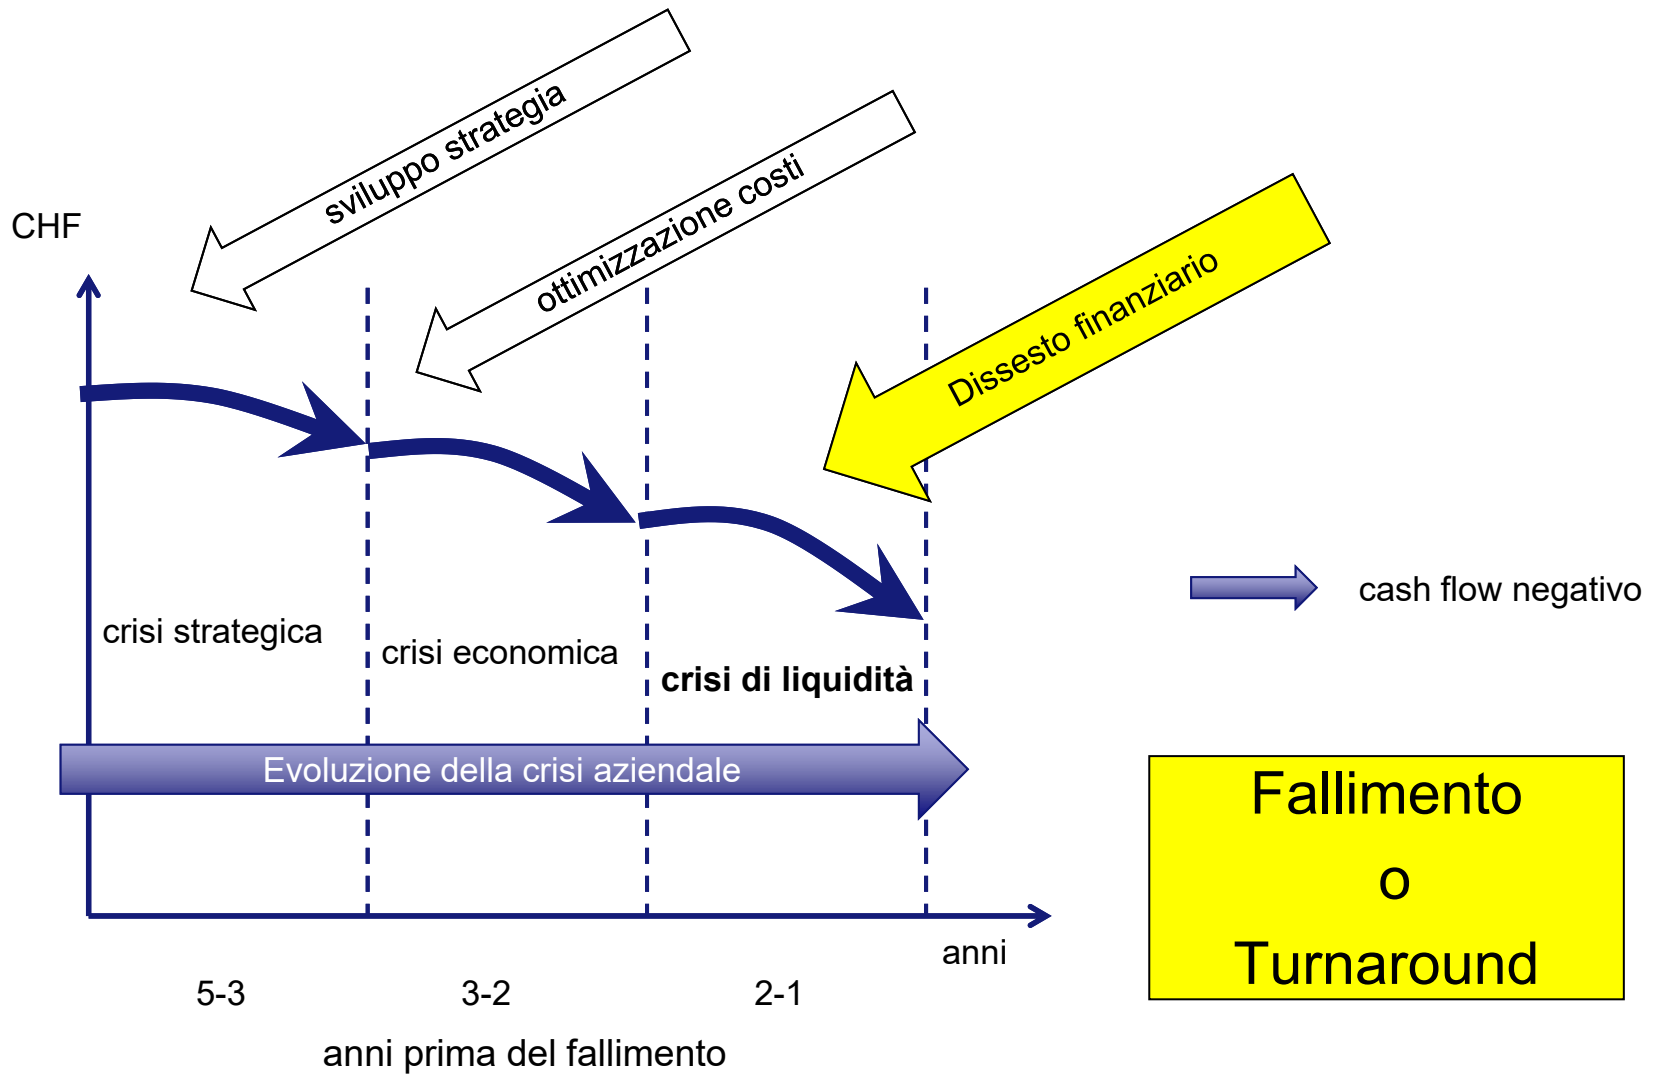 sviluppo strategia
ottimizzazione costi
CHF
Dissesto finanziario
cash flow negativo
crisi strategica
crisi economica
crisi di liquidità
Evoluzione della crisi aziendale
Fallimento
o
Turnaround
anni
5-3
3-2
2-1
anni prima del fallimento